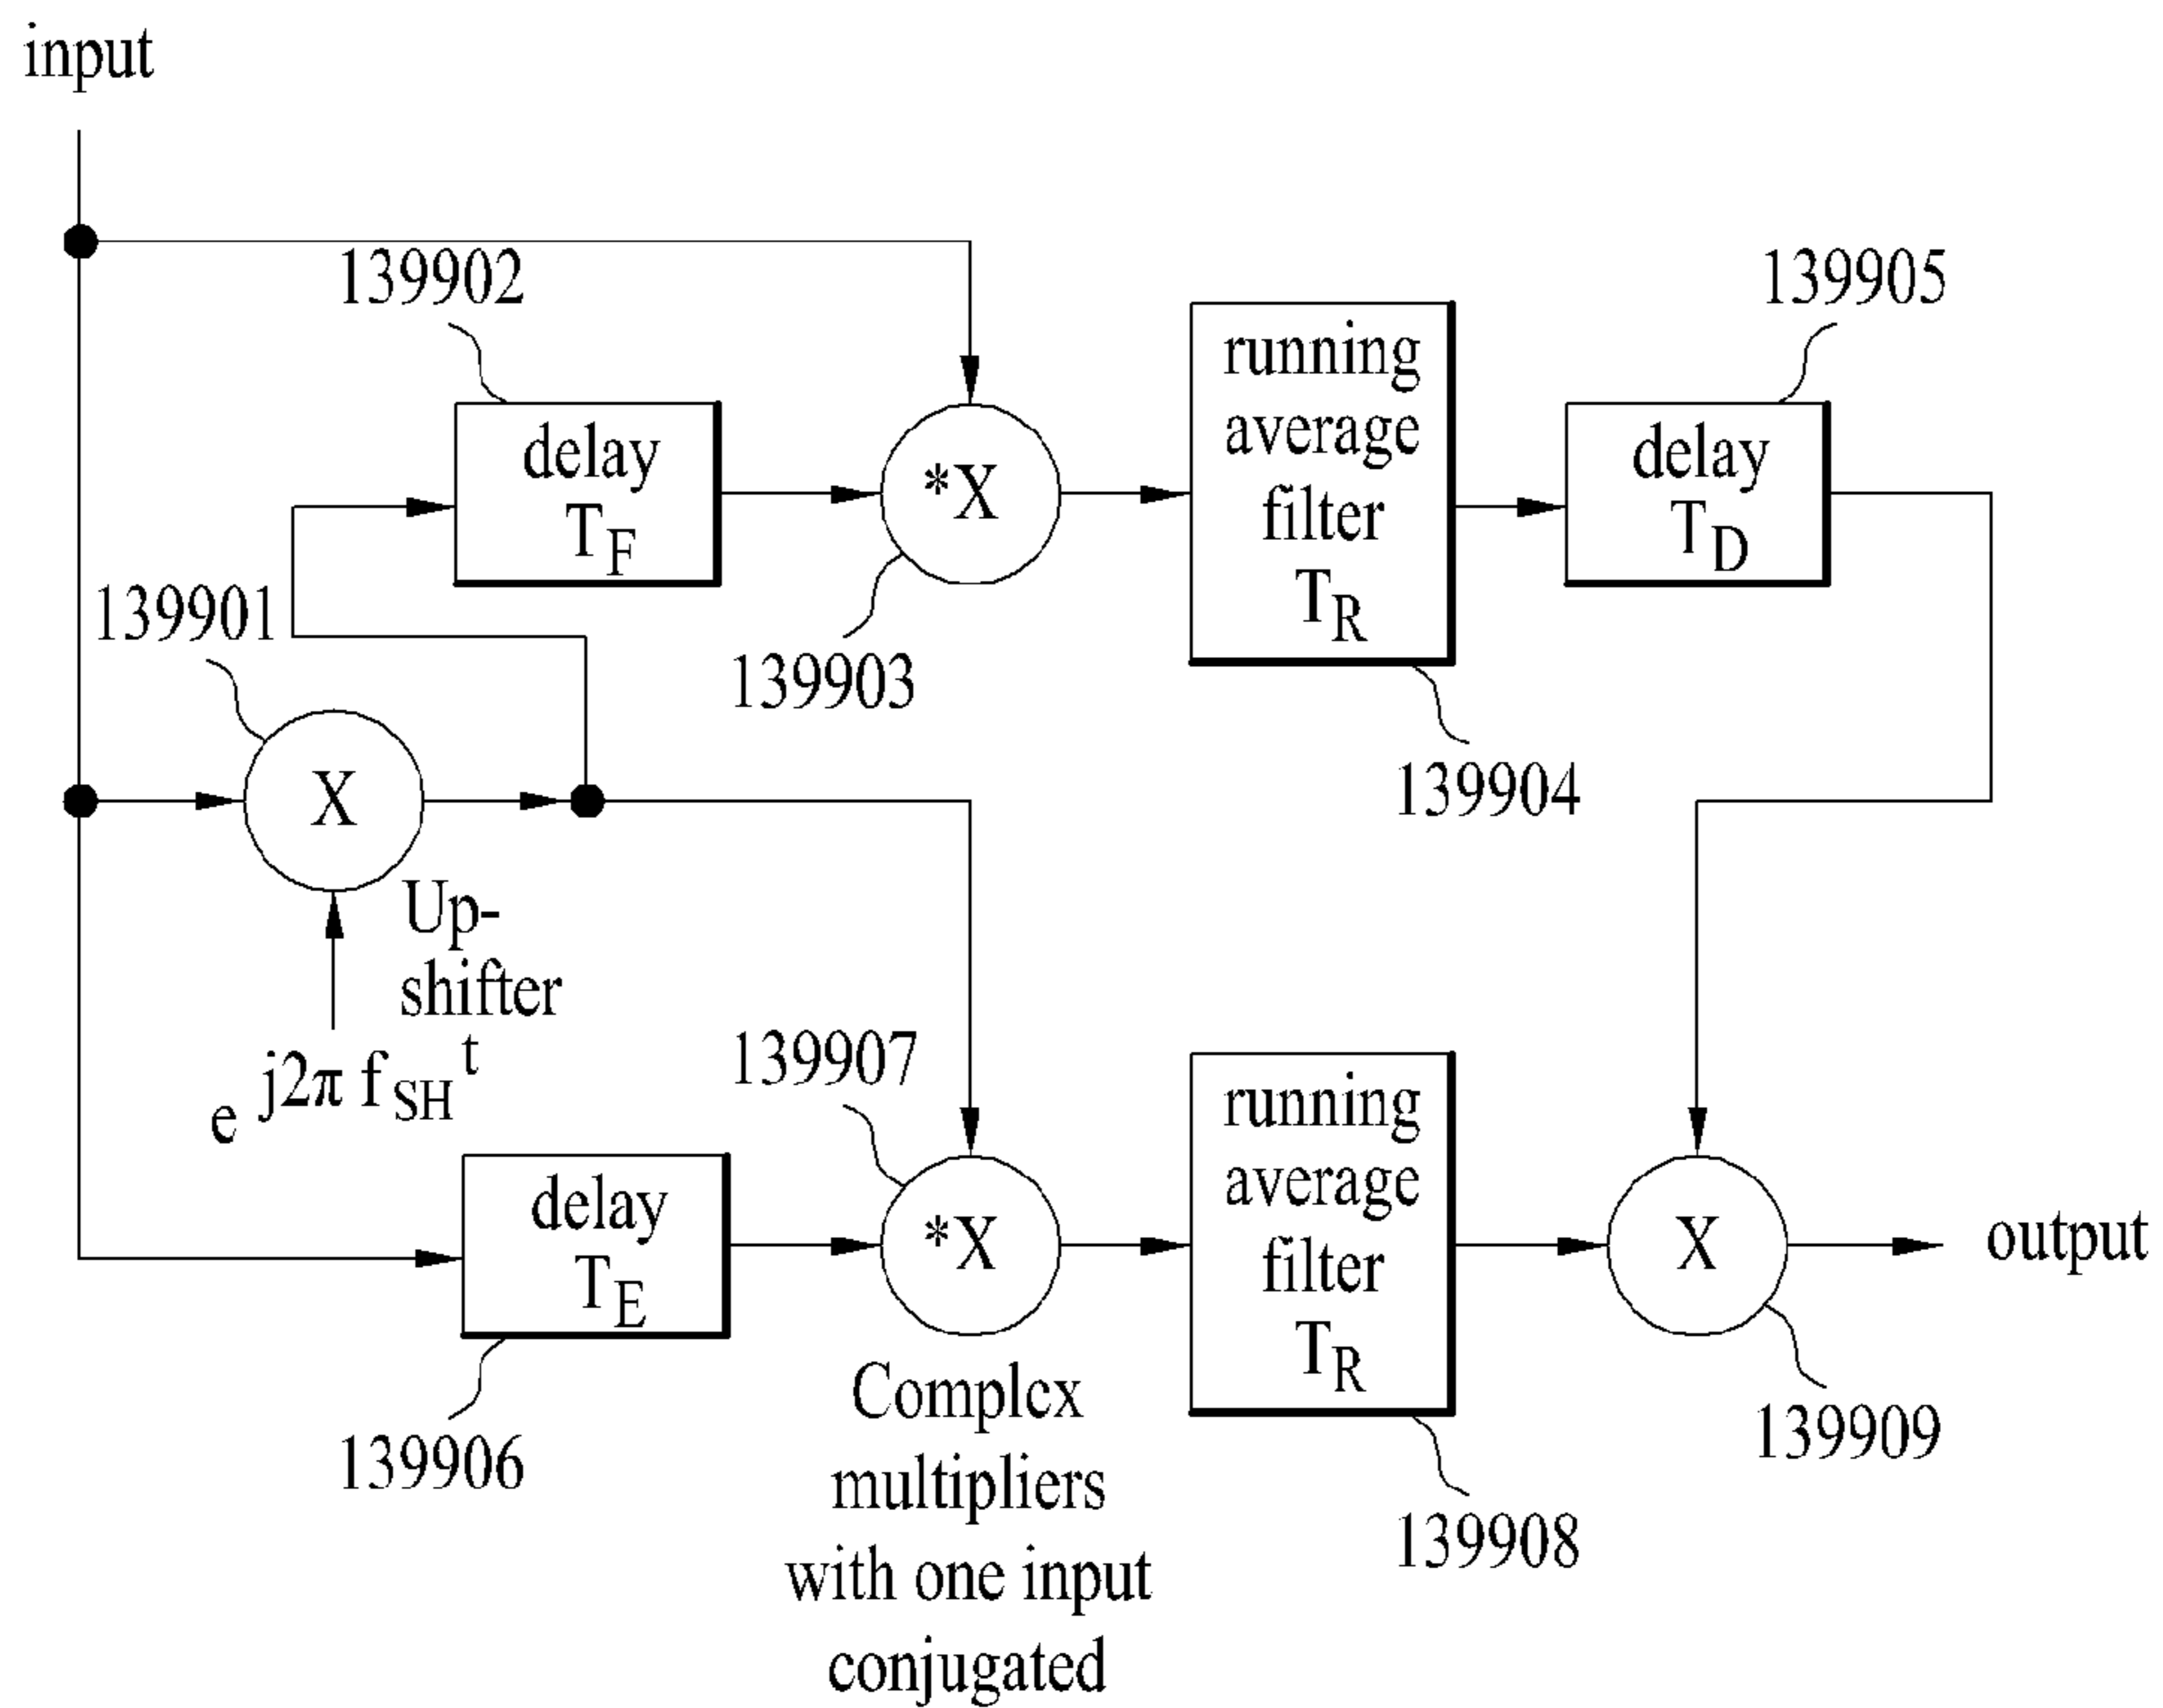 input
139902
139905
delay
T_F
*X
running
average
filter
T_R
delay
T_D
139901
139903
139904
X
Up-
shifter
e^{j2π f_SH t}
139907
delay
T_E
*X
running
average
filter
T_R
X
output
139906
Complex
multipliers
with one input
conjugated
139908
139909